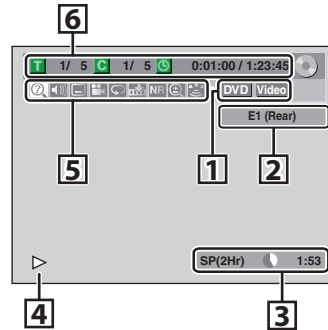 6
T 1/ 5 C 1/ 5 0:01:00 / 1:23:45
NF DVD Video
E1 (Rear)
5 1 2
SP(2Hr) 1:53
4 3